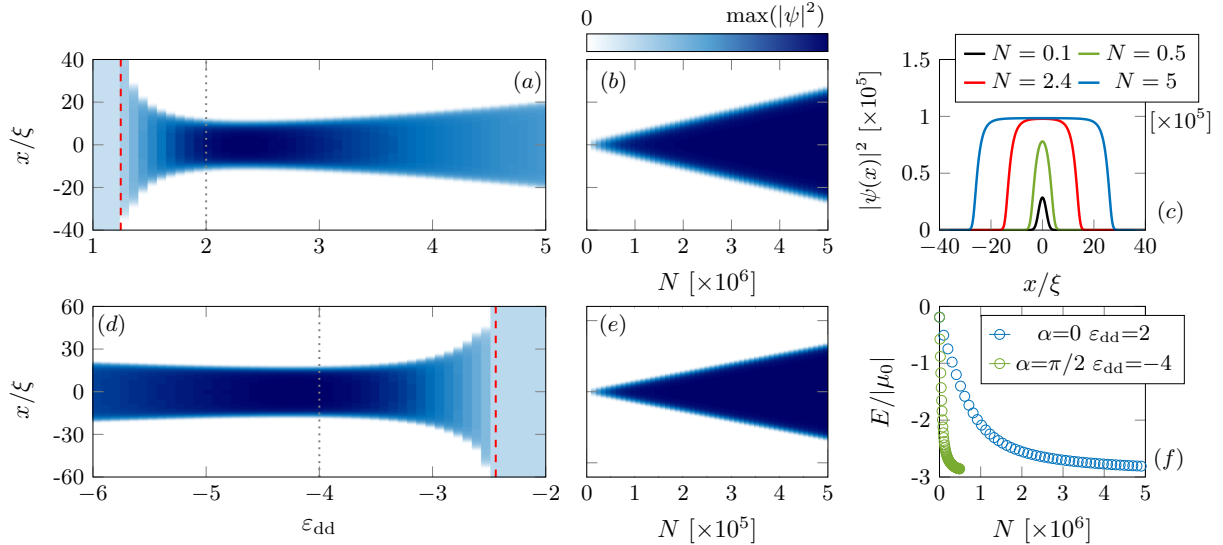 0
max(|ψ|²)
40
20
0
-20
-40
x/ξ
(a)
1
2
3
4
5
(b)
0
1
2
3
4
5
N [×10⁶]
N = 0.1
N = 0.5
N = 2.4
N = 5
[×10⁵]
1.5
1
0.5
0
|ψ(x)|² [×10⁵]
(c)
−40
−20
0
20
40
x/ξ
60
30
0
-30
-60
x/ξ
(d)
−6
−5
−4
−3
−2
ε_dd
(e)
0
1
2
3
4
5
N [×10⁵]
0
-1
-2
-3
E/|μ₀|
α=0 ε_dd=2
α=π/2 ε_dd=−4
(f)
0
1
2
3
4
5
N [×10⁶]